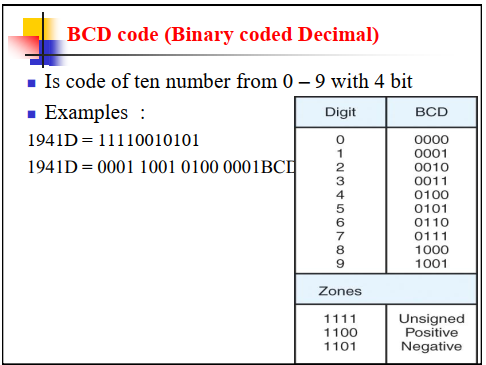 BCD code (Binary coded Decimal)
Is code of ten number from 0 – 9 with 4 bit
Examples :
1941D = 11110010101
1941D = 0001 1001 0100 0001BCD
Digit BCD
0 0000
1 0001
2 0010
3 0011
4 0100
5 0101
6 0110
7 0111
8 1000
9 1001
Zones
1111 Unsigned
1100 Positive
1101 Negative